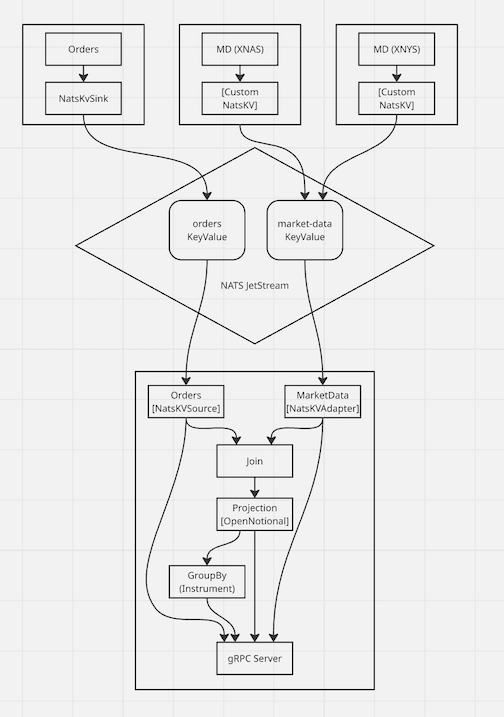 Orders
MD (XNAS)
MD (XNYS)
NatsKvSink
[Custom
NatsKV]
[Custom
NatsKV]
orders
KeyValue
market-data
KeyValue
NATS JetStream
Orders
[NatsKVSource]
MarketData
[NatsKVAdapter]
Join
Projection
[OpenNotional]
GroupBy
(Instrument)
gRPC Server